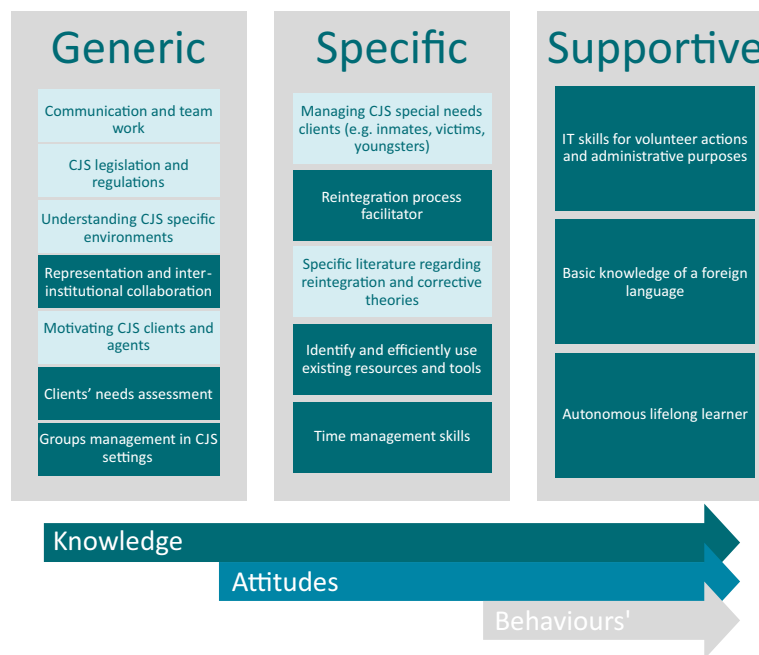 Generic
Communication and team
work
CJS legislation and
regulations
Understanding CJS specific
environments
Representation and inter-
institutional collaboration
Motivating CJS clients and
agents
Clients’ needs assessment
Groups management in CJS
settings
Specific
Managing CJS special needs
clients (e.g. inmates, victims,
youngsters)
Reintegration process
facilitator
Specific literature regarding
reintegration and corrective
theories
Identify and efficiently use
existing resources and tools
Time management skills
Supportive
IT skills for volunteer actions
and administrative purposes
Basic knowledge of a foreign
language
Autonomous lifelong learner
Knowledge
Attitudes
Behaviours'